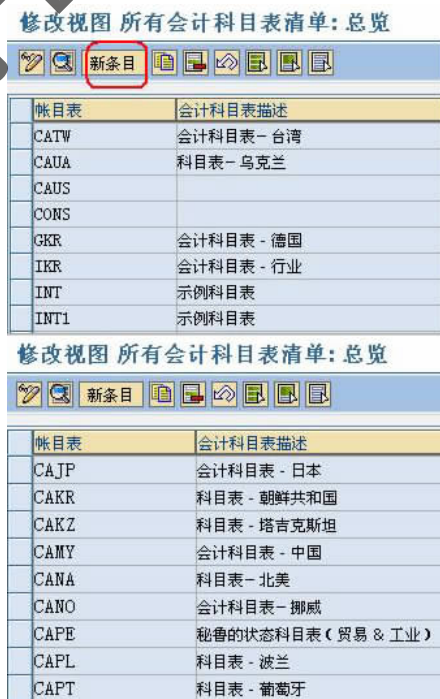 修改视图 所有会计科目表清单: 总览
新条目
帐目表 会计科目表描述
CATW 会计科目表- 台湾
CAUA 科目表- 乌克兰
CAUS
CONS
GKR 会计科目表 - 德国
IKR 会计科目表 - 行业
INT 示例科目表
INT1 示例科目表
修改视图 所有会计科目表清单: 总览
新条目
帐目表 会计科目表描述
CAJP 会计科目表 - 日本
CAKR 科目表 - 朝鲜共和国
CAKZ 科目表 - 塔吉克斯坦
CAMY 会计科目表 - 中国
CANA 科目表- 北美
CANO 会计科目表- 挪威
CAPE 秘鲁的状态科目表(贸易 & 工业)
CAPL 科目表 - 波兰
CAPT 科目表 - 葡萄牙